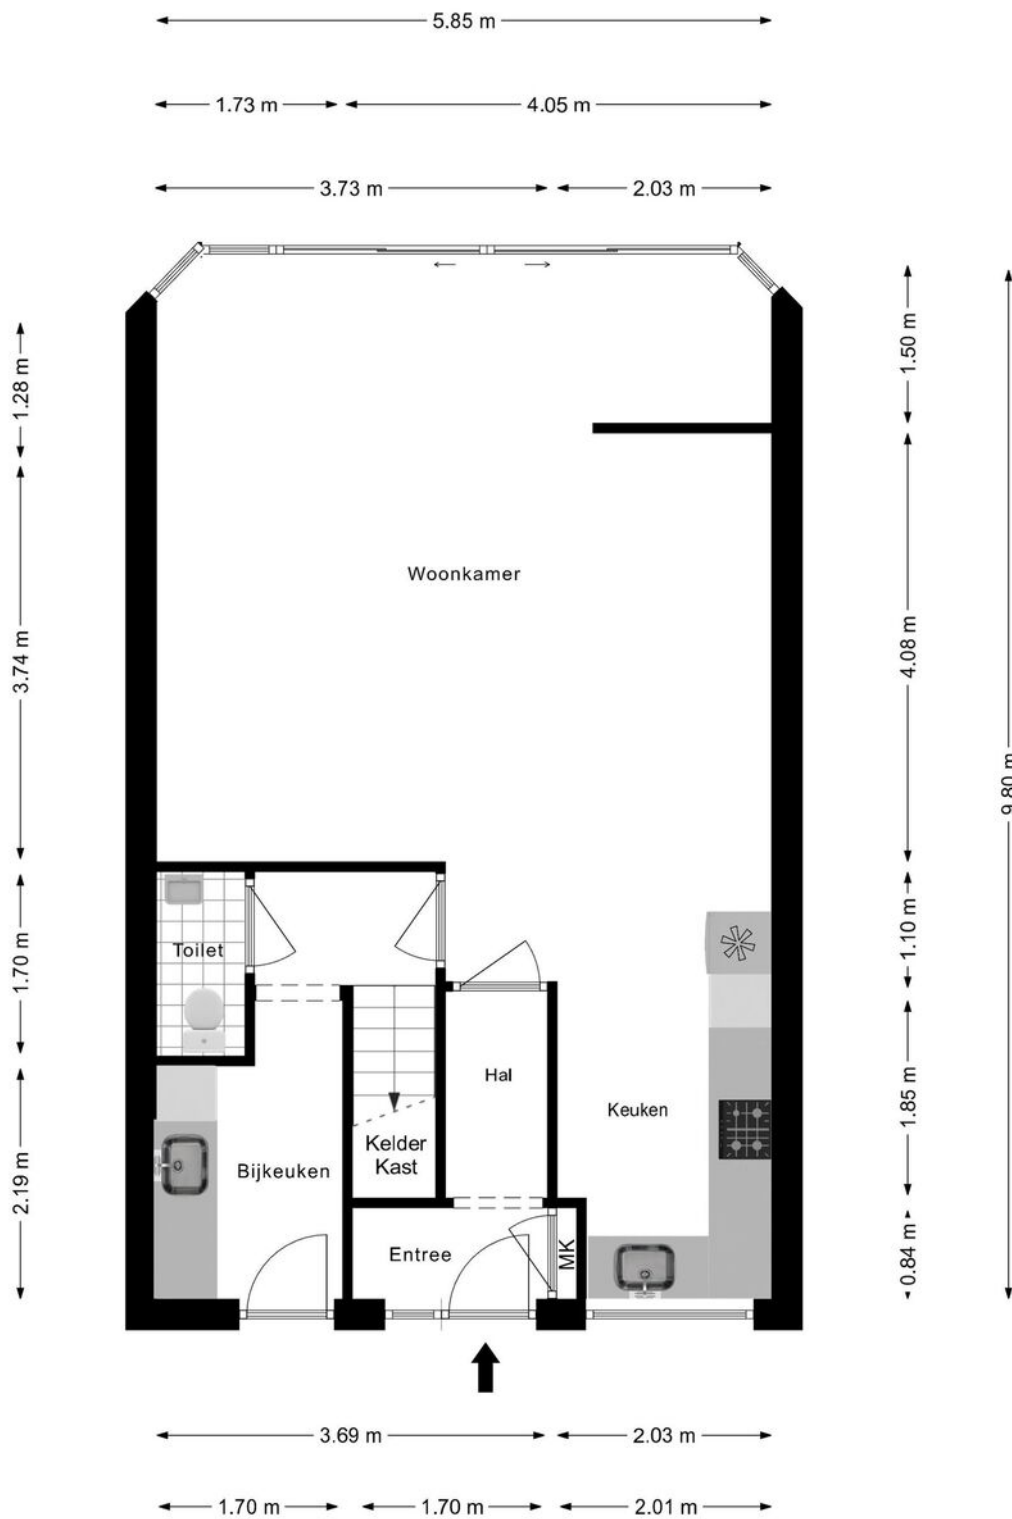 5.85 m
1.73 m
4.05 m
3.73 m
2.03 m
1.28 m
3.74 m
1.70 m
2.19 m
1.50 m
4.08 m
1.10 m
1.85 m
0.84 m
9.80 m
Woonkamer
Toilet
Hal
Keuken
Kelder
Kast
Bijkeuken
Entree
MK
3.69 m
2.03 m
1.70 m
1.70 m
2.01 m